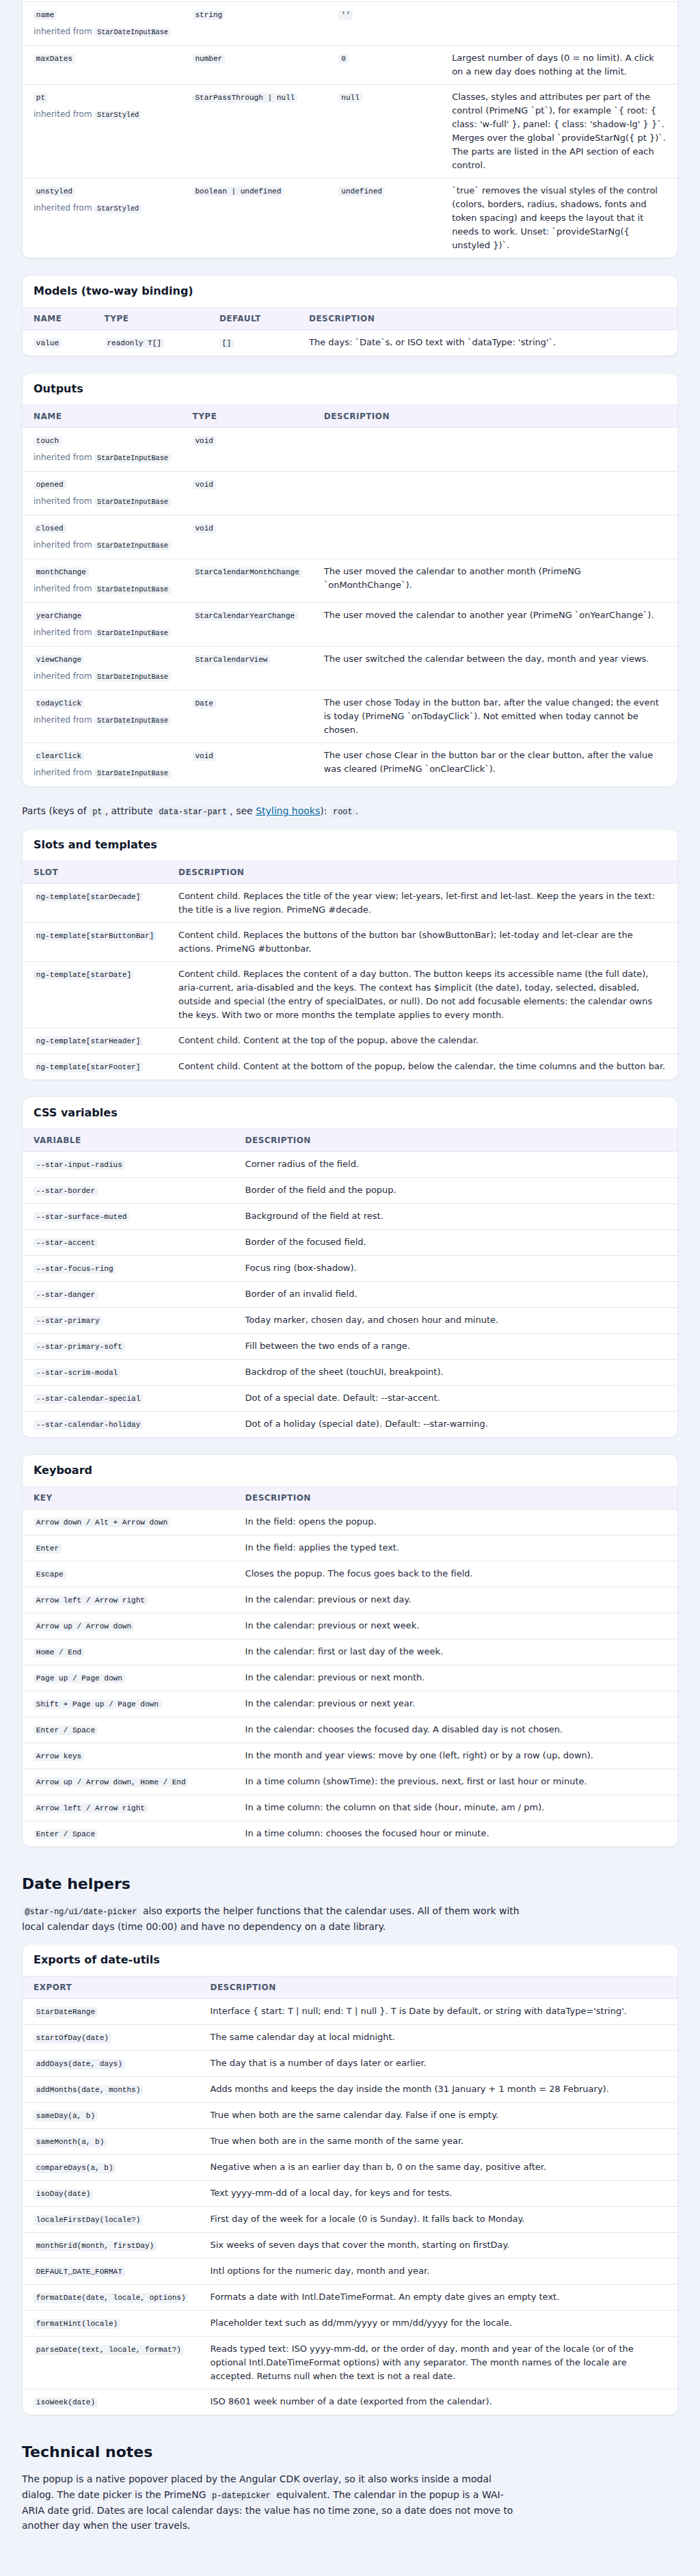 name string ''
inherited from StarDateInputBase
maxDates number 0 Largest number of days (0 = no limit). A click
on a new day does nothing at the limit.
pt StarPassThrough | null null Classes, styles and attributes per part of the
inherited from StarStyled control (PrimeNG `pt`), for example `{ root: {
class: 'w-full' }, panel: { class: 'shadow-lg' } }`.
Merges over the global `provideStarNg({ pt })`.
The parts are listed in the API section of each
control.
unstyled boolean | undefined undefined `true` removes the visual styles of the control
inherited from StarStyled (colors, borders, radius, shadows, fonts and
token spacing) and keeps the layout that it
needs to work. Unset: `provideStarNg({
unstyled })`.
Models (two-way binding)
NAME TYPE DEFAULT DESCRIPTION
value readonly T[] [] The days: `Date`s, or ISO text with `dataType: 'string'`.
Outputs
NAME TYPE DESCRIPTION
touch void
inherited from StarDateInputBase
opened void
inherited from StarDateInputBase
closed void
inherited from StarDateInputBase
monthChange StarCalendarMonthChange The user moved the calendar to another month (PrimeNG
inherited from StarDateInputBase `onMonthChange`).
yearChange StarCalendarYearChange The user moved the calendar to another year (PrimeNG `onYearChange`).
inherited from StarDateInputBase
viewChange StarCalendarView The user switched the calendar between the day, month and year views.
inherited from StarDateInputBase
todayClick Date The user chose Today in the button bar, after the value changed; the event
inherited from StarDateInputBase is today (PrimeNG `onTodayClick`). Not emitted when today cannot be
chosen.
clearClick void The user chose Clear in the button bar or the clear button, after the value
inherited from StarDateInputBase was cleared (PrimeNG `onClearClick`).
Parts (keys of pt, attribute data-star-part, see Styling hooks): root.
Slots and templates
SLOT DESCRIPTION
ng-template[starDecade] Content child. Replaces the title of the year view; let-years, let-first and let-last. Keep the years in the text:
the title is a live region. PrimeNG #decade.
ng-template[starButtonBar] Content child. Replaces the buttons of the button bar (showButtonBar); let-today and let-clear are the
actions. PrimeNG #buttonbar.
ng-template[starDate] Content child. Replaces the content of a day button. The button keeps its accessible name (the full date),
aria-current, aria-disabled and the keys. The context has $implicit (the date), today, selected, disabled,
outside and special (the entry of specialDates, or null). Do not add focusable elements: the calendar owns
the keys. With two or more months the template applies to every month.
ng-template[starHeader] Content child. Content at the top of the popup, above the calendar.
ng-template[starFooter] Content child. Content at the bottom of the popup, below the calendar, the time columns and the button bar.
CSS variables
VARIABLE DESCRIPTION
--star-input-radius Corner radius of the field.
--star-border Border of the field and the popup.
--star-surface-muted Background of the field at rest.
--star-accent Border of the focused field.
--star-focus-ring Focus ring (box-shadow).
--star-danger Border of an invalid field.
--star-primary Today marker, chosen day, and chosen hour and minute.
--star-primary-soft Fill between the two ends of a range.
--star-scrim-modal Backdrop of the sheet (touchUI, breakpoint).
--star-calendar-special Dot of a special date. Default: --star-accent.
--star-calendar-holiday Dot of a holiday (special date). Default: --star-warning.
Keyboard
KEY DESCRIPTION
Arrow down / Alt + Arrow down In the field: opens the popup.
Enter In the field: applies the typed text.
Escape Closes the popup. The focus goes back to the field.
Arrow left / Arrow right In the calendar: previous or next day.
Arrow up / Arrow down In the calendar: previous or next week.
Home / End In the calendar: first or last day of the week.
Page up / Page down In the calendar: previous or next month.
Shift + Page up / Page down In the calendar: previous or next year.
Enter / Space In the calendar: chooses the focused day. A disabled day is not chosen.
Arrow keys In the month and year views: move by one (left, right) or by a row (up, down).
Arrow up / Arrow down, Home / End In a time column (showTime): the previous, next, first or last hour or minute.
Arrow left / Arrow right In a time column: the column on that side (hour, minute, am / pm).
Enter / Space In a time column: chooses the focused hour or minute.
Date helpers
@star-ng/ui/date-picker also exports the helper functions that the calendar uses. All of them work with
local calendar days (time 00:00) and have no dependency on a date library.
Exports of date-utils
EXPORT DESCRIPTION
StarDateRange Interface { start: T | null; end: T | null }. T is Date by default, or string with dataType='string'.
startOfDay(date) The same calendar day at local midnight.
addDays(date, days) The day that is a number of days later or earlier.
addMonths(date, months) Adds months and keeps the day inside the month (31 January + 1 month = 28 February).
sameDay(a, b) True when both are the same calendar day. False if one is empty.
sameMonth(a, b) True when both are in the same month of the same year.
compareDays(a, b) Negative when a is an earlier day than b, 0 on the same day, positive after.
isoDay(date) Text yyyy-mm-dd of a local day, for keys and for tests.
localeFirstDay(locale?) First day of the week for a locale (0 is Sunday). It falls back to Monday.
monthGrid(month, firstDay) Six weeks of seven days that cover the month, starting on firstDay.
DEFAULT_DATE_FORMAT Intl options for the numeric day, month and year.
formatDate(date, locale, options) Formats a date with Intl.DateTimeFormat. An empty date gives an empty text.
formatHint(locale) Placeholder text such as dd/mm/yyyy or mm/dd/yyyy for the locale.
parseDate(text, locale, format?) Reads typed text: ISO yyyy-mm-dd, or the order of day, month and year of the locale (or of the
optional Intl.DateTimeFormat options) with any separator. The month names of the locale are
accepted. Returns null when the text is not a real date.
isoWeek(date) ISO 8601 week number of a date (exported from the calendar).
Technical notes
The popup is a native popover placed by the Angular CDK overlay, so it also works inside a modal
dialog. The date picker is the PrimeNG p-datepicker equivalent. The calendar in the popup is a WAI-
ARIA date grid. Dates are local calendar days: the value has no time zone, so a date does not move to
another day when the user travels.